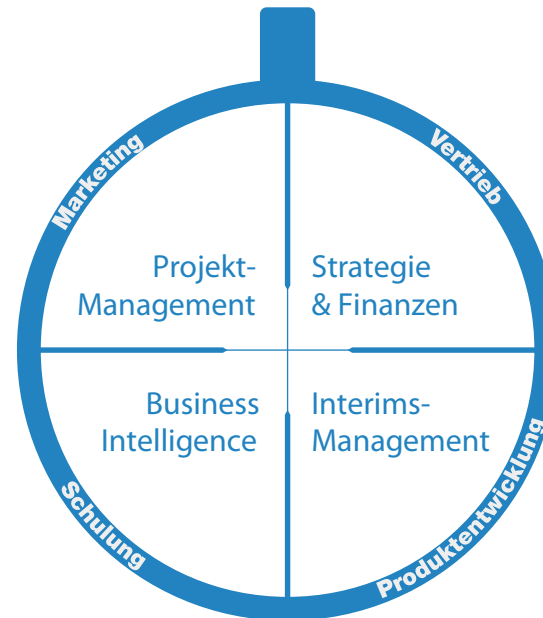 Marketing
Vertrieb
Projekt-
Management
Strategie
& Finanzen
Business
Intelligence
Interims-
Management
Schulung
Produktentwicklung